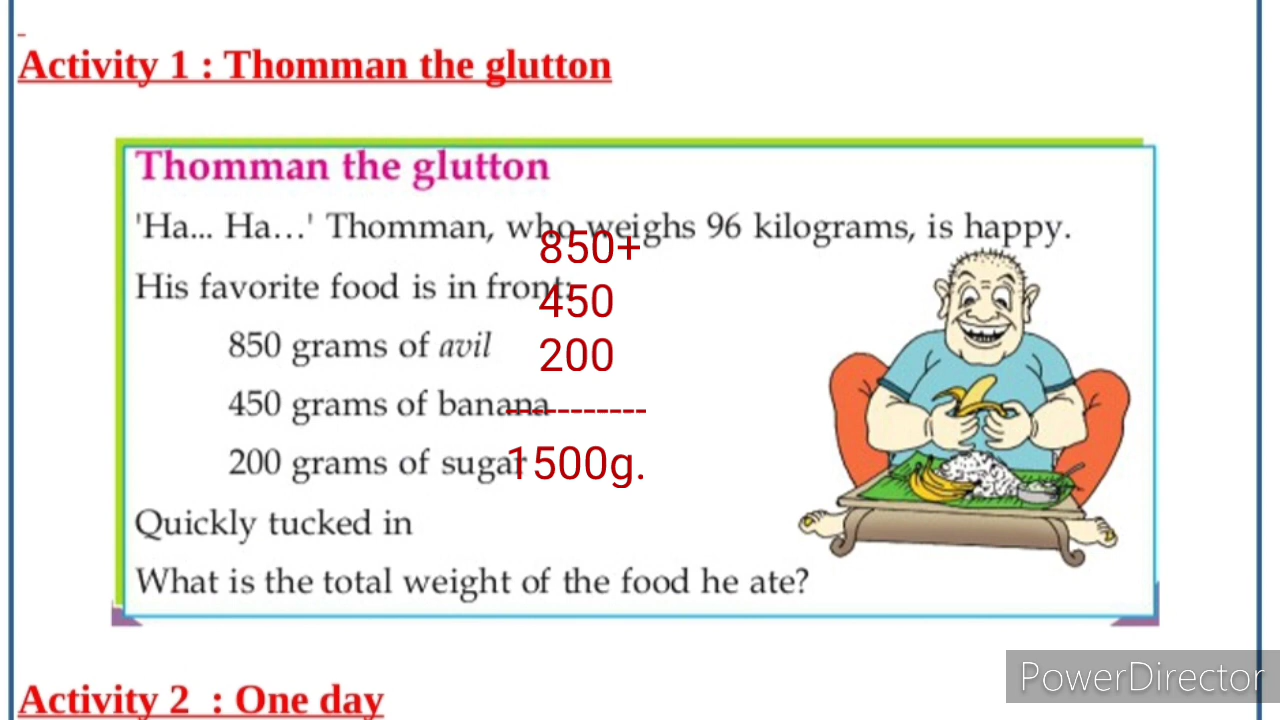 Activity 1 : Thomman the glutton
Thomman the glutton
'Ha... Ha...' Thomman, who weighs 96 kilograms, is happy.
His favorite food is in front:
850 grams of avil
450 grams of banana
200 grams of sugar
Quickly tucked in
What is the total weight of the food he ate?
850+
450
200
-----------
1500g.
Activity 2 : One day
PowerDirector